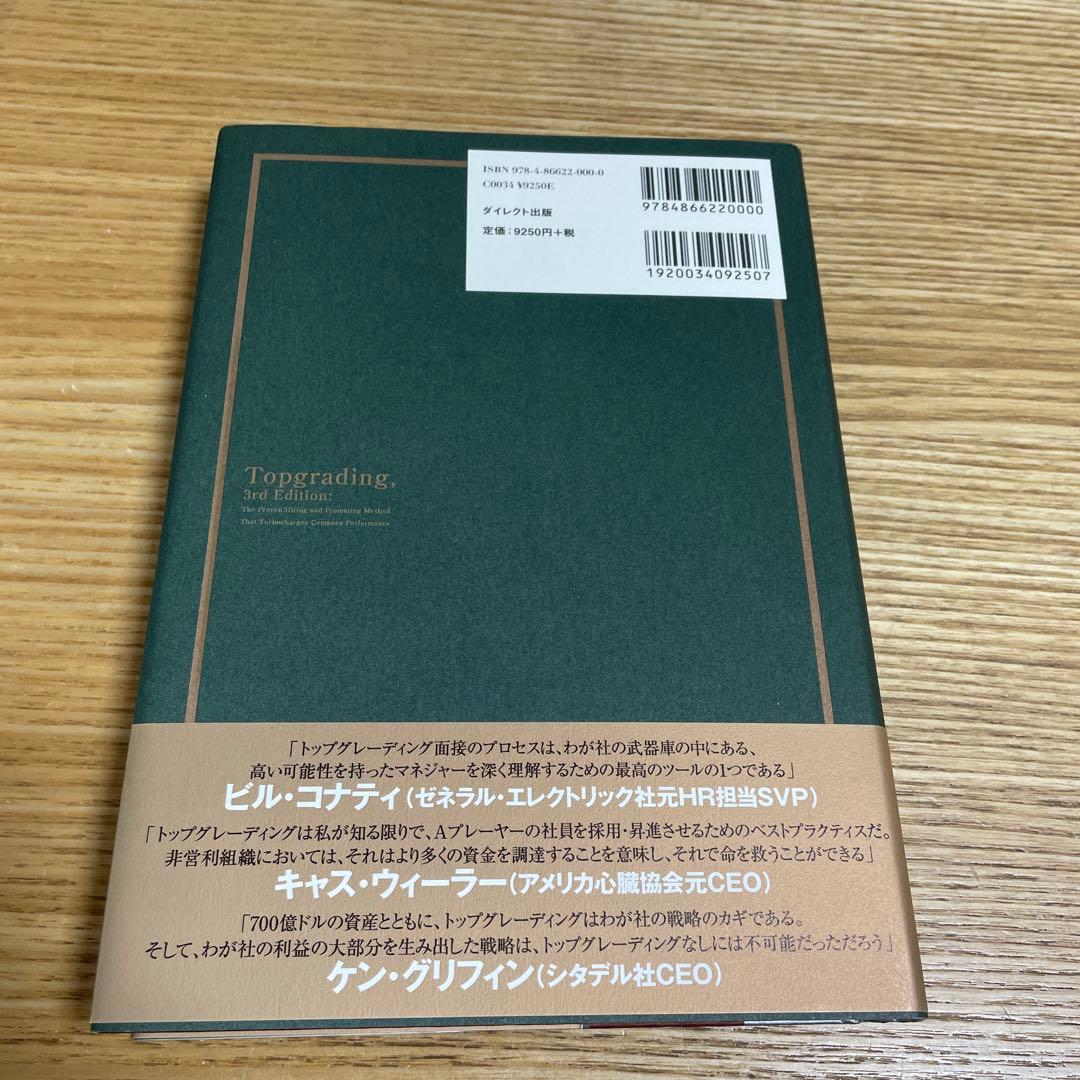 ISBN 978-4-86622-000-0
C0034 ¥9250E
ダイレクト出版
定価：9250円＋税
9784866220000
1920034092507
Topgrading,
3rd Edition:
The Proven Hiring and Promoting Method
That Turbocharges Company Performance
「トップグレーディング面接のプロセスは、わが社の武器庫の中にある、
高い可能性を持ったマネジャーを深く理解するための最高のツールの1つである」
ビル・コナティ（ゼネラル・エレクトリック社元HR担当SVP）
「トップグレーディングは私が知る限りで、Aプレーヤーの社員を採用・昇進させるためのベストプラクティスだ。
非営利組織においては、それはより多くの資金を調達することを意味し、それで命を救うことができる」
キャス・ウィーラー（アメリカ心臓協会元CEO）
「700億ドルの資産とともに、トップグレーディングはわが社の戦略のカギである。
そして、わが社の利益の大部分を生み出した戦略は、トップグレーディングなしには不可能だっただろう」
ケン・グリフィン（シタデル社CEO）